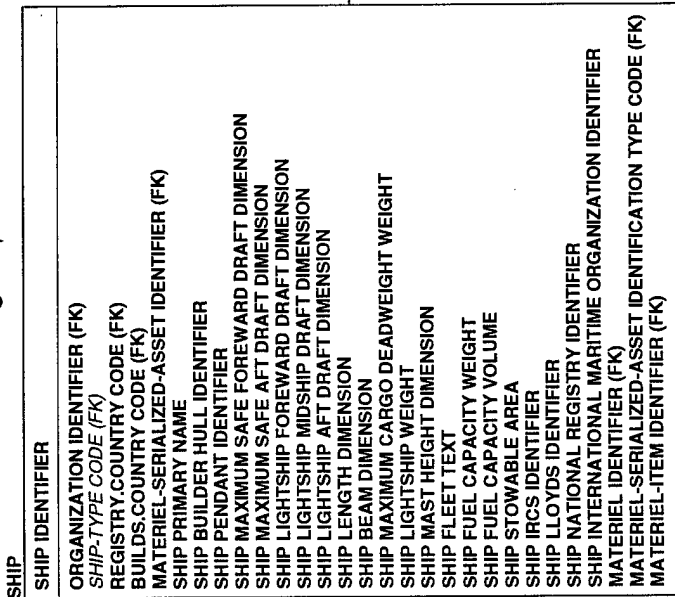 SHIP
SHIP IDENTIFIER
ORGANIZATION IDENTIFIER (FK)
SHIP-TYPE CODE (FK)
REGISTRY.COUNTRY CODE (FK)
BUILDS.COUNTRY CODE (FK)
MATERIEL-SERIALIZED-ASSET IDENTIFIER (FK)
SHIP PRIMARY NAME
SHIP BUILDER HULL IDENTIFIER
SHIP PENDANT IDENTIFIER
SHIP MAXIMUM SAFE FOREWARD DRAFT DIMENSION
SHIP MAXIMUM SAFE AFT DRAFT DIMENSION
SHIP LIGHTSHIP FOREWARD DRAFT DIMENSION
SHIP LIGHTSHIP MIDSHIP DRAFT DIMENSION
SHIP LIGHTSHIP AFT DRAFT DIMENSION
SHIP LENGTH DIMENSION
SHIP BEAM DIMENSION
SHIP MAXIMUM CARGO DEADWEIGHT WEIGHT
SHIP LIGHTSHIP WEIGHT
SHIP MAST HEIGHT DIMENSION
SHIP FLEET TEXT
SHIP FUEL CAPACITY WEIGHT
SHIP FUEL CAPACITY VOLUME
SHIP STOWABLE AREA
SHIP IRCS IDENTIFIER
SHIP LLOYDS IDENTIFIER
SHIP NATIONAL REGISTRY IDENTIFIER
SHIP INTERNATIONAL MARITIME ORGANIZATION IDENTIFIER
MATERIEL IDENTIFIER (FK)
MATERIEL-SERIALIZED-ASSET IDENTIFICATION TYPE CODE (FK)
MATERIEL-ITEM IDENTIFIER (FK)